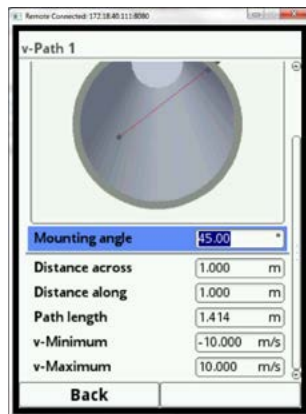 Remote Connected: 172.18.40.111:8080
v-Path 1
Mounting angle 45.00 °
Distance across 1.000 m
Distance along 1.000 m
Path length 1.414 m
v-Minimum -10.000 m/s
v-Maximum 10.000 m/s
Back